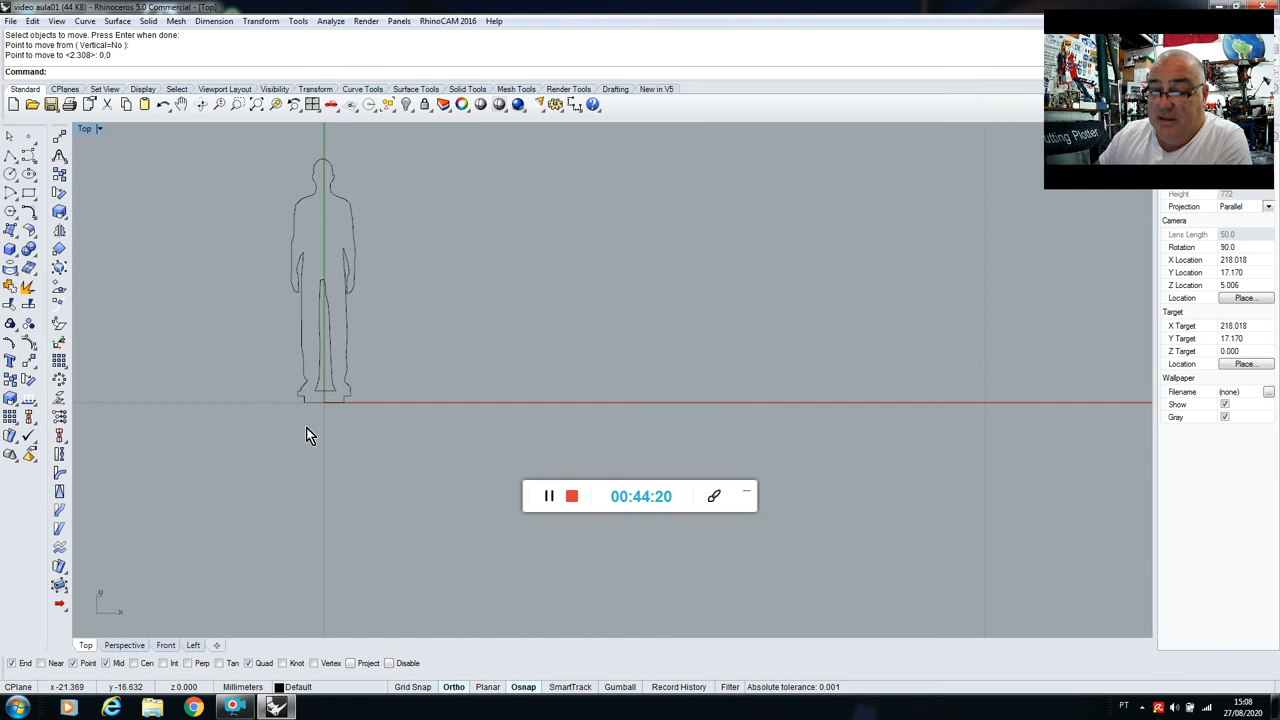 video aula01 (44 KB) - Rhinoceros 5.0 Commercial - [Top]
File Edit View Curve Surface Solid Mesh Dimension Transform Tools Analyze Render Panels RhinoCAM 2016 Help
Select objects to move. Press Enter when done:
Point to move from ( Vertical=No ):
Point to move to <2.308>: 0,0
Command:
Standard CPlanes Set View Display Select Viewport Layout Visibility Transform Curve Tools Surface Tools Solid Tools Mesh Tools Render Tools Drafting New in V5
Top
utting Plotter
Height 772
Projection Parallel
Camera
Lens Length 50.0
Rotation 90.0
X Location 218.018
Y Location 17.170
Z Location 5.006
Location Place...
Target
X Target 218.018
Y Target 17.170
Z Target 0.000
Location Place...
Wallpaper
Filename (none) ...
Show
Gray
00:44:20
y
x
Top Perspective Front Left
End Near Point Mid Cen Int Perp Tan Quad Knot Vertex Project Disable
CPlane x -21.369 y -16.632 z 0.000 Millimeters Default Grid Snap Ortho Planar Osnap SmartTrack Gumball Record History Filter Absolute tolerance: 0.001
PT 15:08
27/08/2020